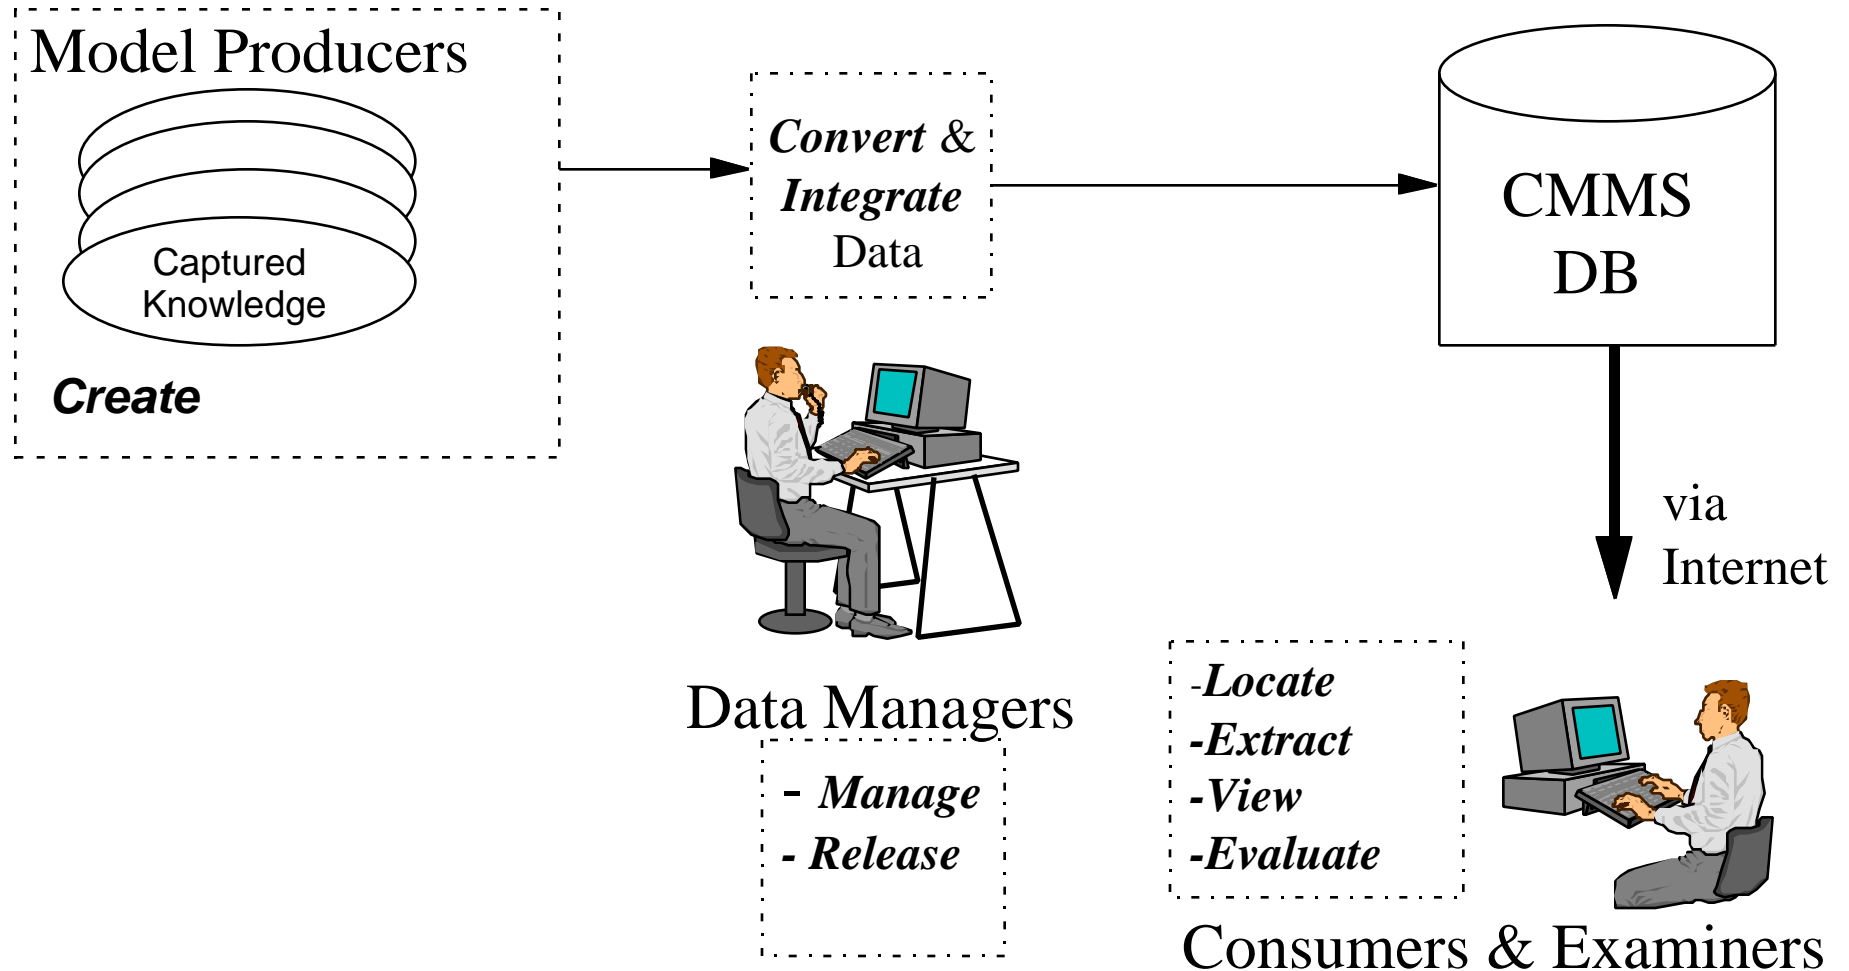 Model Producers
Captured
Knowledge
Create
Convert &
Integrate
Data
CMMS
DB
via
Internet
Data Managers
- Manage
- Release
-Locate
-Extract
-View
-Evaluate
Consumers & Examiners